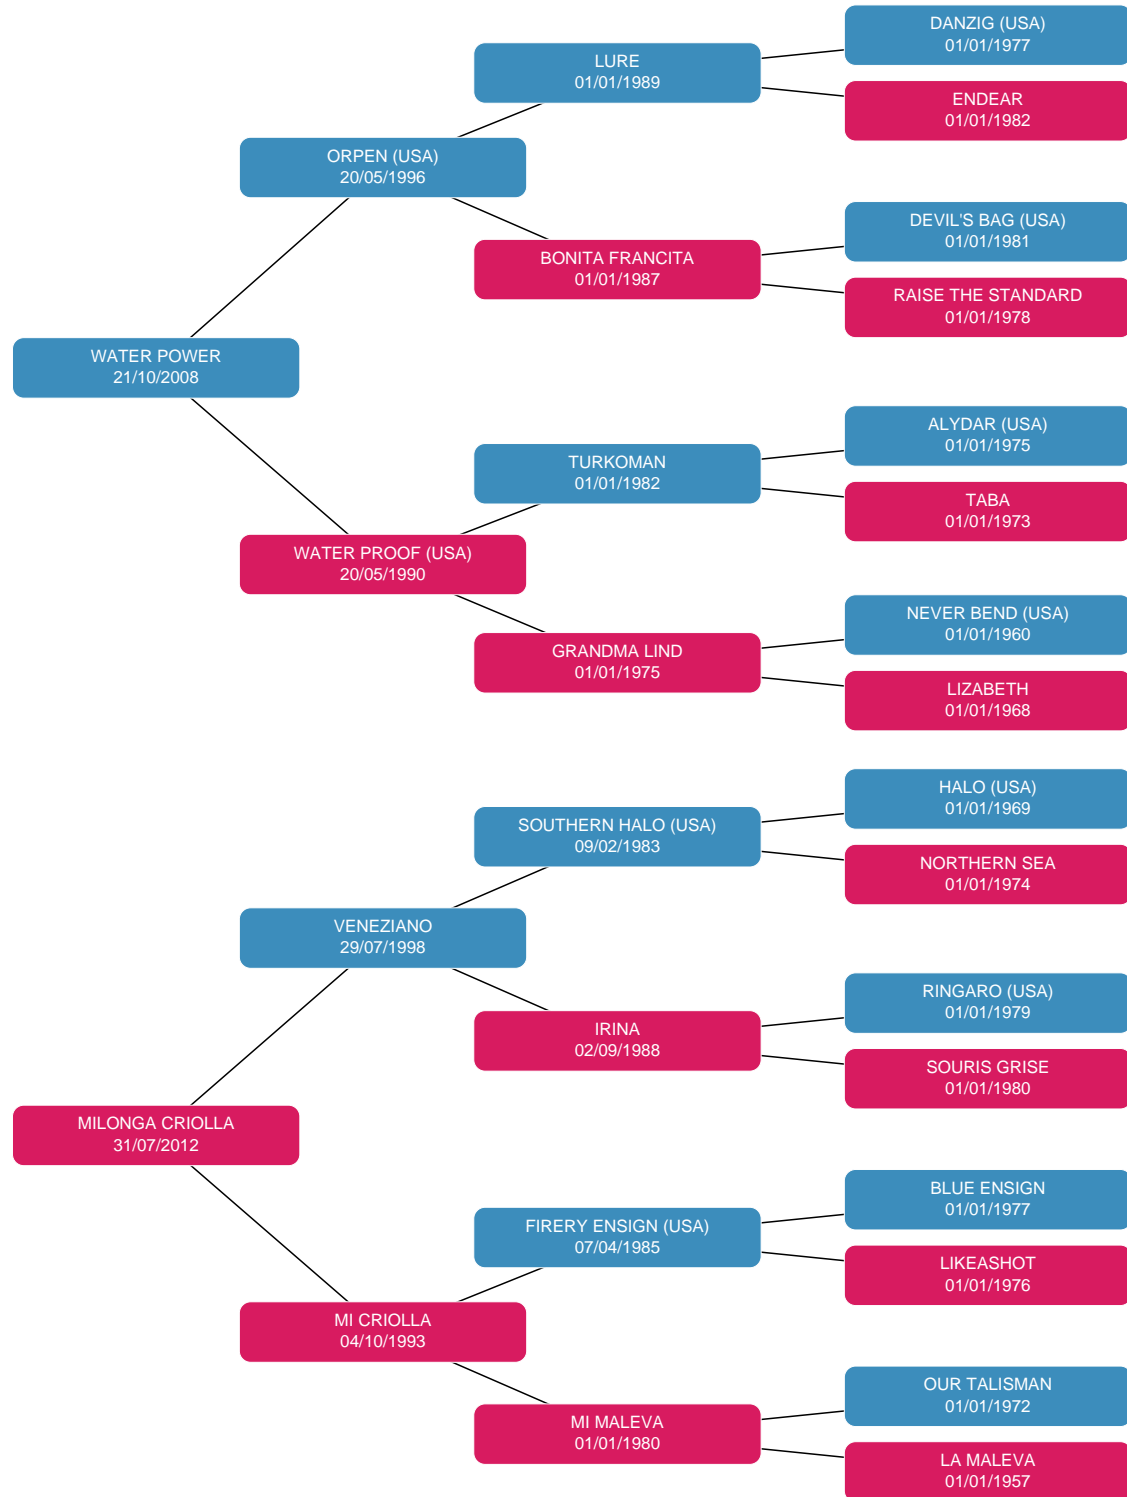 DANZIG (USA)
01/01/1977
LURE
01/01/1989
ENDEAR
01/01/1982
ORPEN (USA)
20/05/1996
DEVIL'S BAG (USA)
01/01/1981
BONITA FRANCITA
01/01/1987
RAISE THE STANDARD
01/01/1978
WATER POWER
21/10/2008
ALYDAR (USA)
01/01/1975
TURKOMAN
01/01/1982
TABA
01/01/1973
WATER PROOF (USA)
20/05/1990
NEVER BEND (USA)
01/01/1960
GRANDMA LIND
01/01/1975
LIZABETH
01/01/1968
HALO (USA)
01/01/1969
SOUTHERN HALO (USA)
09/02/1983
NORTHERN SEA
01/01/1974
VENEZIANO
29/07/1998
RINGARO (USA)
01/01/1979
IRINA
02/09/1988
SOURIS GRISE
01/01/1980
MILONGA CRIOLLA
31/07/2012
BLUE ENSIGN
01/01/1977
FIRERY ENSIGN (USA)
07/04/1985
LIKEASHOT
01/01/1976
MI CRIOLLA
04/10/1993
OUR TALISMAN
01/01/1972
MI MALEVA
01/01/1980
LA MALEVA
01/01/1957